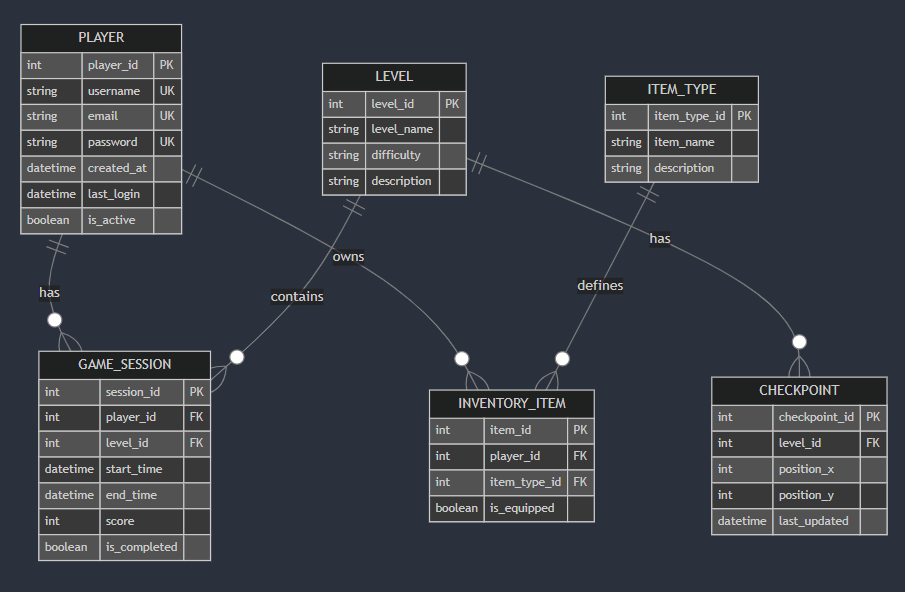 PLAYER
int player_id PK
string username UK
string email UK
string password UK
datetime created_at
datetime last_login
boolean is_active
LEVEL
int level_id PK
string level_name
string difficulty
string description
ITEM_TYPE
int item_type_id PK
string item_name
string description
has
owns
contains
defines
has
GAME_SESSION
int session_id PK
int player_id FK
int level_id FK
datetime start_time
datetime end_time
int score
boolean is_completed
INVENTORY_ITEM
int item_id PK
int player_id FK
int item_type_id FK
boolean is_equipped
CHECKPOINT
int checkpoint_id PK
int level_id FK
int position_x
int position_y
datetime last_updated